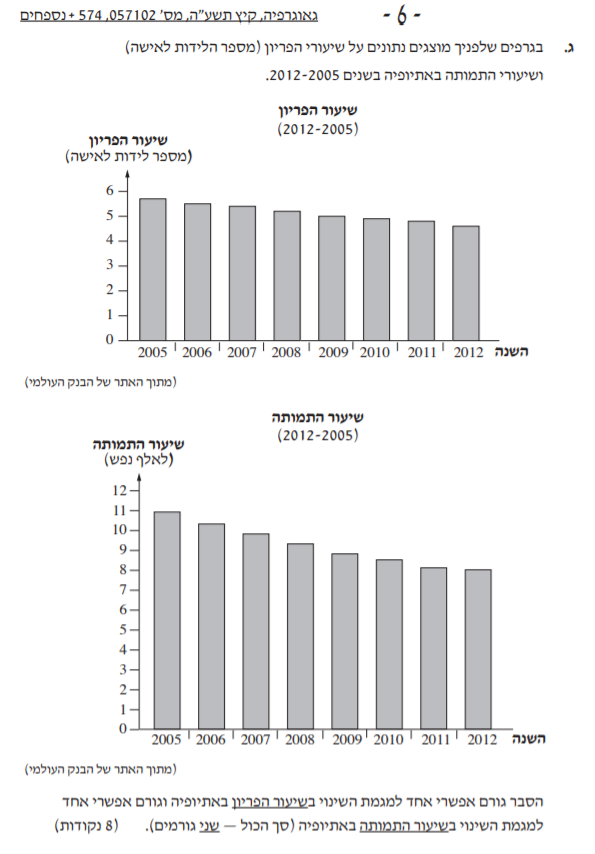 - 6 -
גאוגרפיה, קיץ תשע"ה, מס' 057102, 574 + נספחים
ג. בגרפים שלפניך מוצגים נתונים על שיעורי הפריון (מספר הלידות לאישה)
ושיעורי התמותה באתיופיה בשנים 2012-2005.
שיעור הפריון
(2012-2005)
שיעור הפריון
(מספר לידות לאישה)
6
5
4
3
2
1
0
2005 2006 2007 2008 2009 2010 2011 2012 השנה
(מתוך האתר של הבנק העולמי)
שיעור התמותה
(2012-2005)
שיעור התמותה
(לאלף נפש)
12
11
10
9
8
7
6
5
4
3
2
1
0
2005 2006 2007 2008 2009 2010 2011 2012 השנה
(מתוך האתר של הבנק העולמי)
הסבר גורם אפשרי אחד למגמת השינוי בשיעור הפריון באתיופיה וגורם אפשרי אחד
למגמת השינוי בשיעור התמותה באתיופיה (סך הכול — שני גורמים). (8 נקודות)